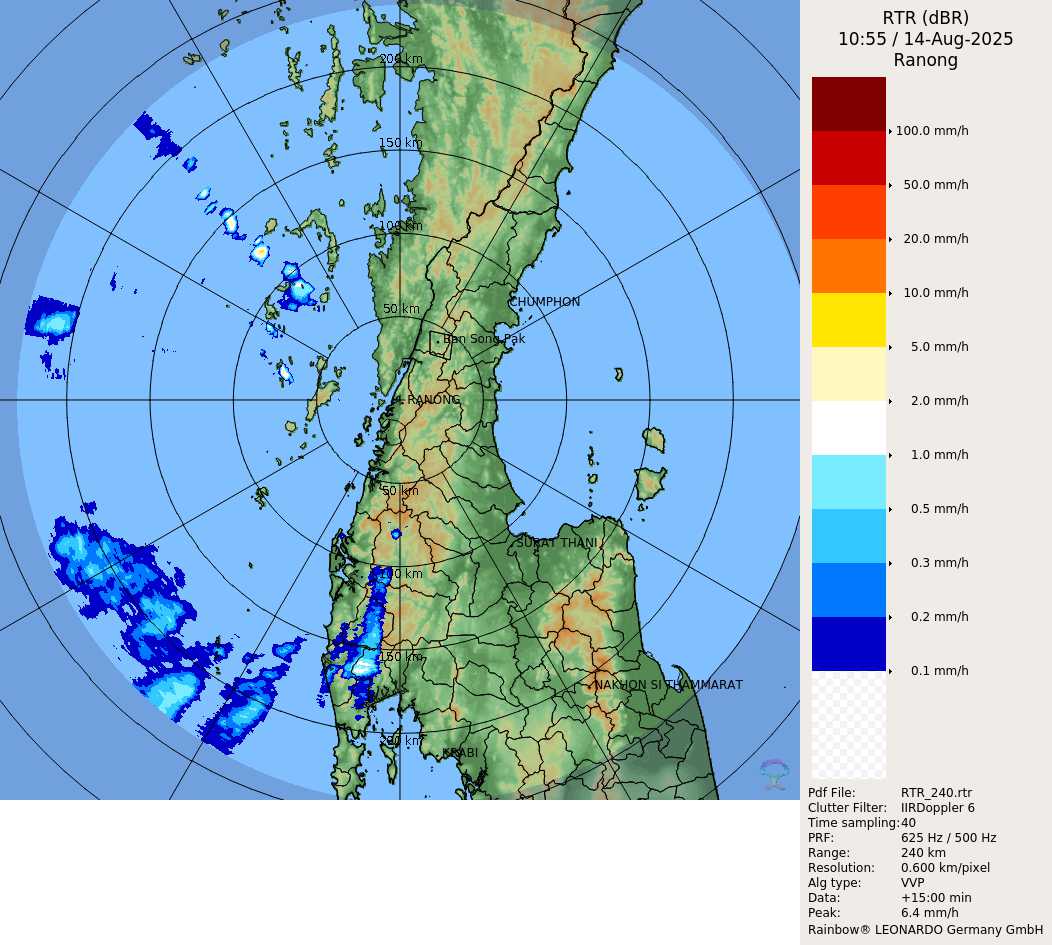 RTR (dBR)
10:55 / 14-Aug-2025
Ranong
200 km
150 km
100 km
50 km
CHUMPHON
Ban Song Pak
RANONG
50 km
SURAT THANI
100 km
150 km
NAKHON SI THAMMARAT
200 km
KRABI
100.0 mm/h
50.0 mm/h
20.0 mm/h
10.0 mm/h
5.0 mm/h
2.0 mm/h
1.0 mm/h
0.5 mm/h
0.3 mm/h
0.2 mm/h
0.1 mm/h
Pdf File: RTR_240.rtr
Clutter Filter: IIRDoppler 6
Time sampling:40
PRF: 625 Hz / 500 Hz
Range: 240 km
Resolution: 0.600 km/pixel
Alg type: VVP
Data: +15:00 min
Peak: 6.4 mm/h
Rainbow® LEONARDO Germany GmbH